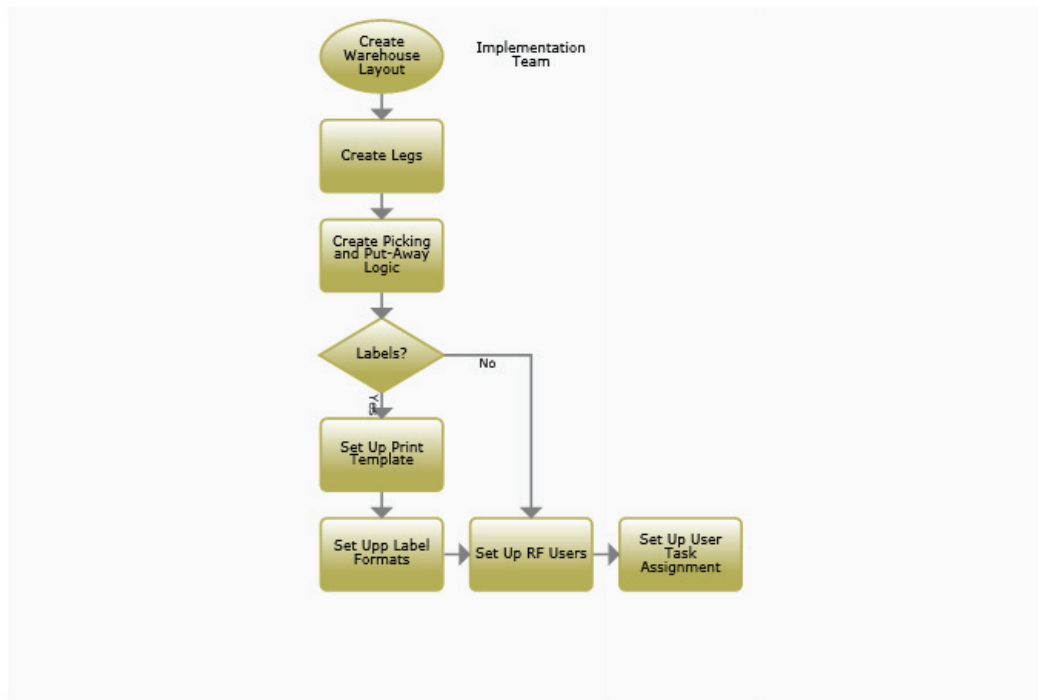 Create
Warehouse
Layout
Implementation
Team
Create Legs
Create Picking
and Put-Away
Logic
Labels?
No
Yes
Set Up Print
Template
Set Upp Label
Formats
Set Up RF Users
Set Up User
Task
Assignment